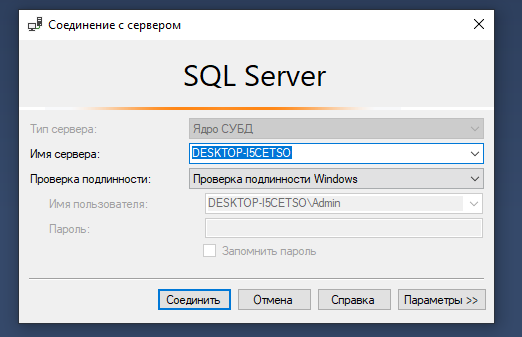 Соединение с сервером
SQL Server
Тип сервера: Ядро СУБД
Имя сервера: DESKTOP-I5CETSO
Проверка подлинности: Проверка подлинности Windows
Имя пользователя: DESKTOP-I5CETSO\Admin
Пароль:
Запомнить пароль
Соединить Отмена Справка Параметры >>